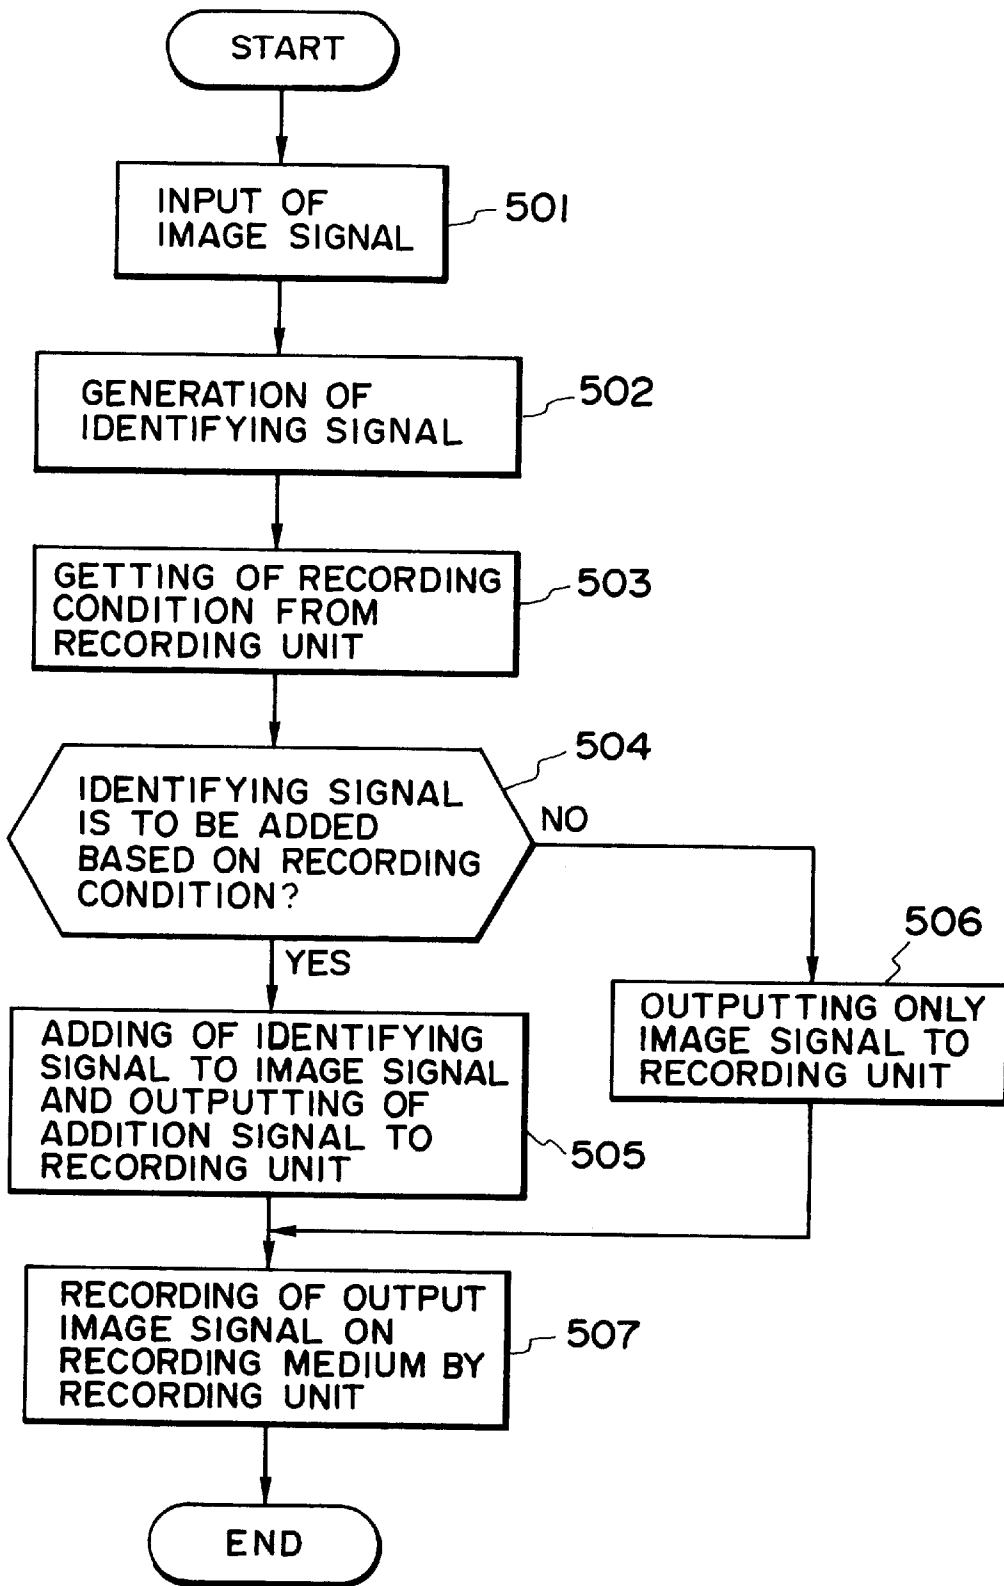 START
INPUT OF
IMAGE SIGNAL
501
GENERATION OF
IDENTIFYING SIGNAL
502
GETTING OF RECORDING
CONDITION FROM
RECORDING UNIT
503
IDENTIFYING SIGNAL
IS TO BE ADDED
BASED ON RECORDING
CONDITION?
504
NO
YES
506
OUTPUTTING ONLY
IMAGE SIGNAL TO
RECORDING UNIT
ADDING OF IDENTIFYING
SIGNAL TO IMAGE SIGNAL
AND OUTPUTTING OF
ADDITION SIGNAL TO
RECORDING UNIT
505
RECORDING OF OUTPUT
IMAGE SIGNAL ON
RECORDING MEDIUM BY
RECORDING UNIT
507
END